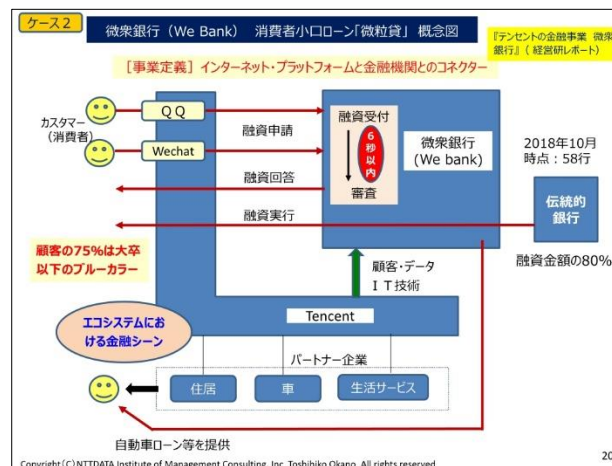 ケース2
微衆銀行(We Bank) 消費者小口ローン「微粒貸」 概念図
『テンセントの金融事業 微衆
銀行』( 経営研レポート)
[事業定義]インターネット・プラットフォームと金融機関とのコネクター
カスタマー
(消費者)
QQ
Wechat
融資申請
融資回答
融資実行
融資受付
6秒以内
審査
微衆銀行
(We bank)
2018年10月
時点:58行
伝統的
銀行
融資金額の80%
顧客の75%は大卒
以下のブルーカラー
顧客・データ
IT技術
Tencent
エコシステムにお
ける金融シーン
パートナー企業
住居
車
生活サービス
自動車ローン等を提供
Copyright(C)NTTDATA Institute of Management Consulting, Inc. Toshihiko Okano, All rights reserved
20